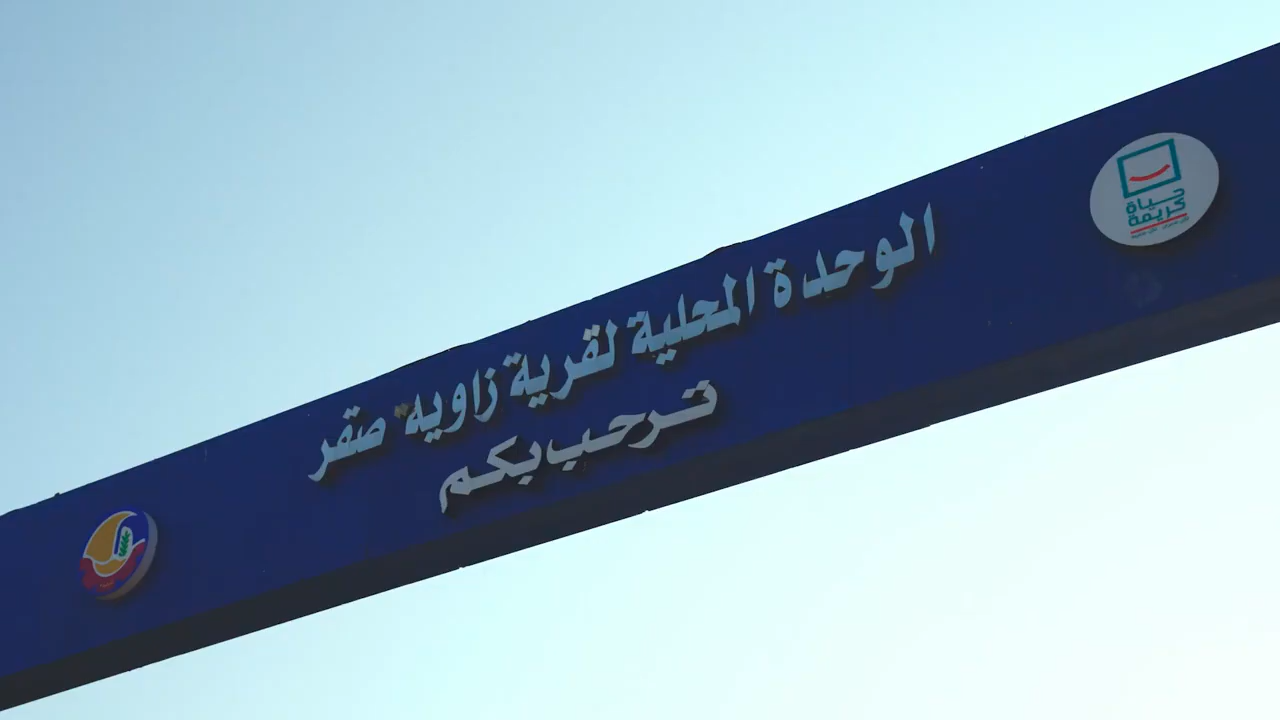 الوحدة المحلية لقرية زاوية صقر
ترحب بكم
حياة
كريمة